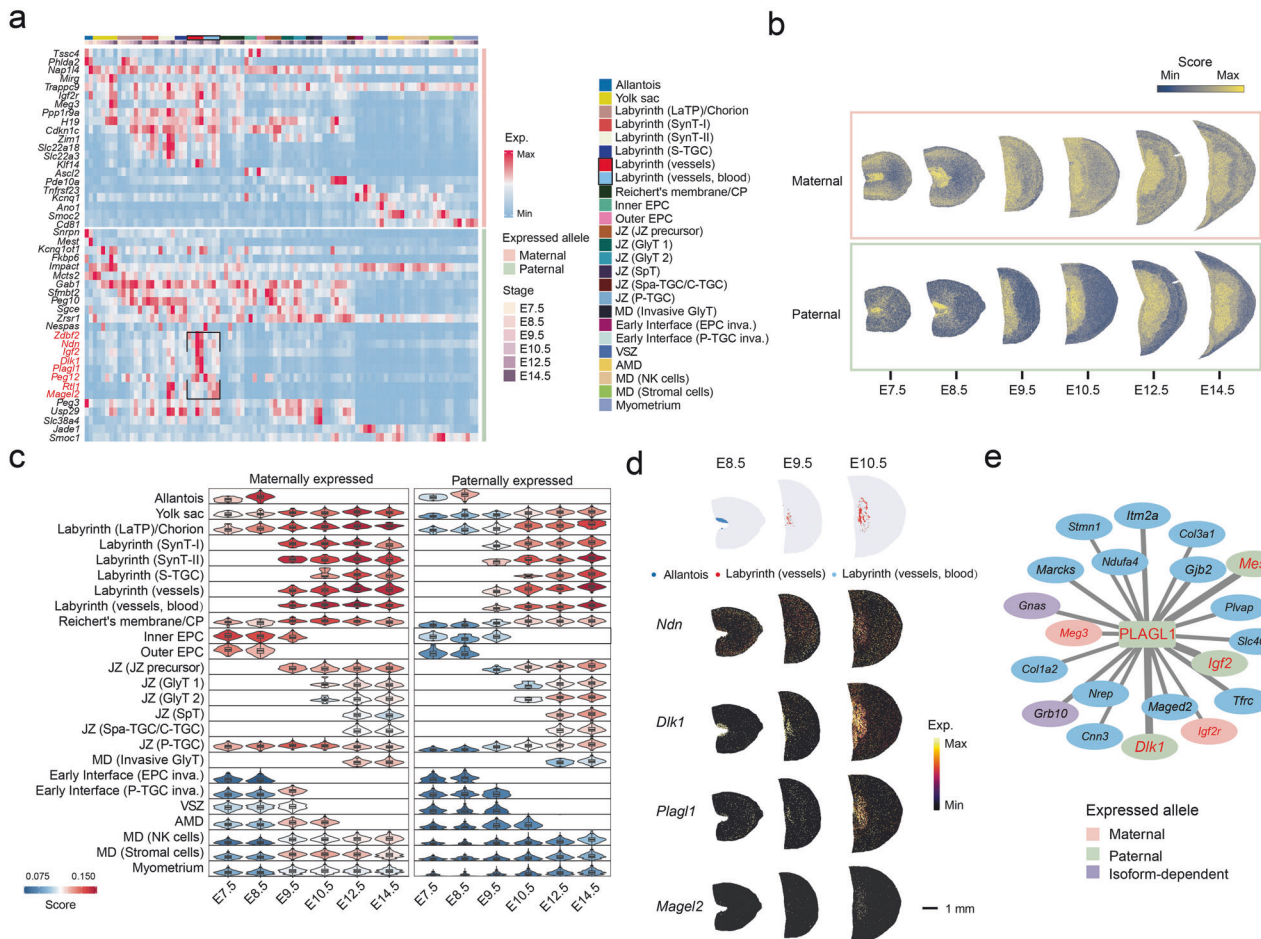 a
Tssc4
Phlda2
Nap1l4
Mirg
Trappc9
Igf2r
Meg3
Ppp1r9a
H19
Cdkn1c
Zim1
Slc22a18
Slc22a3
Klf14
Ascl2
Pde10a
Tnfrsf23
Kcnq1
Ano1
Smoc2
Cd81
Snrpn
Mest
Kcnq1ot1
Fkbp6
Impact
Mcts2
Gab1
Sfmbt2
Peg10
Sgce
Zrsr1
Nespas
Zdbf2
Ndn
Igf2
Dlk1
Plagl1
Peg12
Rtl1
Magel2
Peg3
Usp29
Slc38a4
Jade1
Smoc1
Exp.
Max
Min
Expressed allele
Maternal
Paternal
Stage
E7.5
E8.5
E9.5
E10.5
E12.5
E14.5
Allantois
Yolk sac
Labyrinth (LaTP)/Chorion
Labyrinth (SynT-I)
Labyrinth (SynT-II)
Labyrinth (S-TGC)
Labyrinth (vessels)
Labyrinth (vessels, blood)
Reichert's membrane/CP
Inner EPC
Outer EPC
JZ (JZ precursor)
JZ (GlyT 1)
JZ (GlyT 2)
JZ (SpT)
JZ (Spa-TGC/C-TGC)
JZ (P-TGC)
MD (Invasive GlyT)
Early Interface (EPC inva.)
Early Interface (P-TGC inva.)
VSZ
AMD
MD (NK cells)
MD (Stromal cells)
Myometrium
b
Score
Min Max
Maternal
Paternal
E7.5 E8.5 E9.5 E10.5 E12.5 E14.5
c
Maternally expressed Paternally expressed
Allantois
Yolk sac
Labyrinth (LaTP)/Chorion
Labyrinth (SynT-I)
Labyrinth (SynT-II)
Labyrinth (S-TGC)
Labyrinth (vessels)
Labyrinth (vessels, blood)
Reichert's membrane/CP
Inner EPC
Outer EPC
JZ (JZ precursor)
JZ (GlyT 1)
JZ (GlyT 2)
JZ (SpT)
JZ (Spa-TGC/C-TGC)
JZ (P-TGC)
MD (Invasive GlyT)
Early Interface (EPC inva.)
Early Interface (P-TGC inva.)
VSZ
AMD
MD (NK cells)
MD (Stromal cells)
Myometrium
0.075 0.150
Score
E7.5 E8.5 E9.5 E10.5 E12.5 E14.5 E7.5 E8.5 E9.5 E10.5 E12.5 E14.5
d
E8.5 E9.5 E10.5
Allantois Labyrinth (vessels) Labyrinth (vessels, blood)
Ndn
Dlk1
Plagl1
Magel2
Exp.
Max
Min
1 mm
e
Itm2a
Stmn1
Col3a1
Ndufa4
Marcks
Gjb2
Mes
Gnas
Plvap
Meg3
PLAGL1
Slc40
Col1a2
Igf2
Nrep
Maged2
Tfrc
Grb10
Cnn3
Igf2r
Dlk1
Expressed allele
Maternal
Paternal
Isoform-dependent